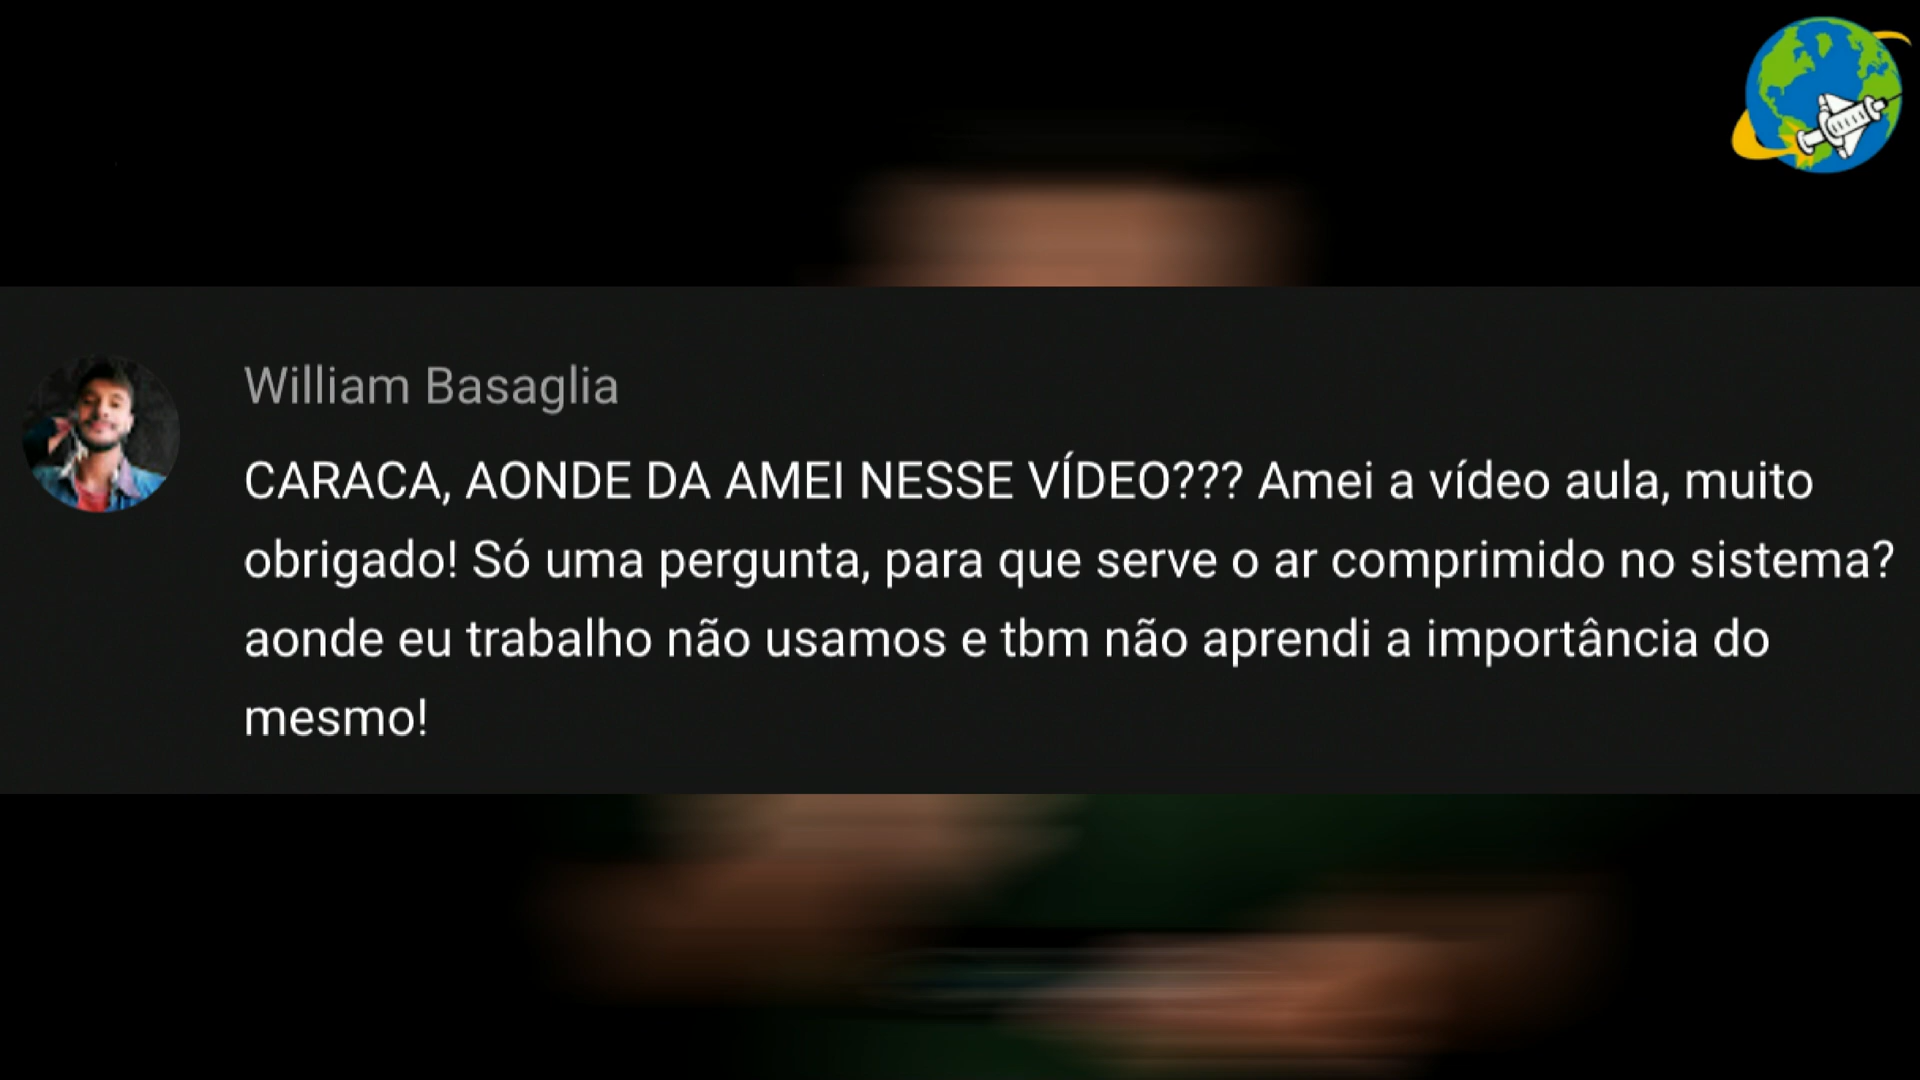 William Basaglia
CARACA, AONDE DA AMEI NESSE VÍDEO??? Amei a vídeo aula, muito
obrigado! Só uma pergunta, para que serve o ar comprimido no sistema?
aonde eu trabalho não usamos e tbm não aprendi a importância do
mesmo!